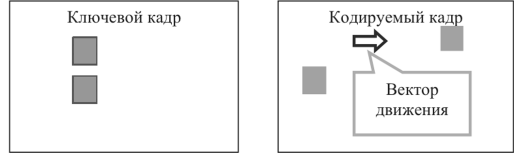 Ключевой кадр
Кодируемый кадр
Вектор
движения